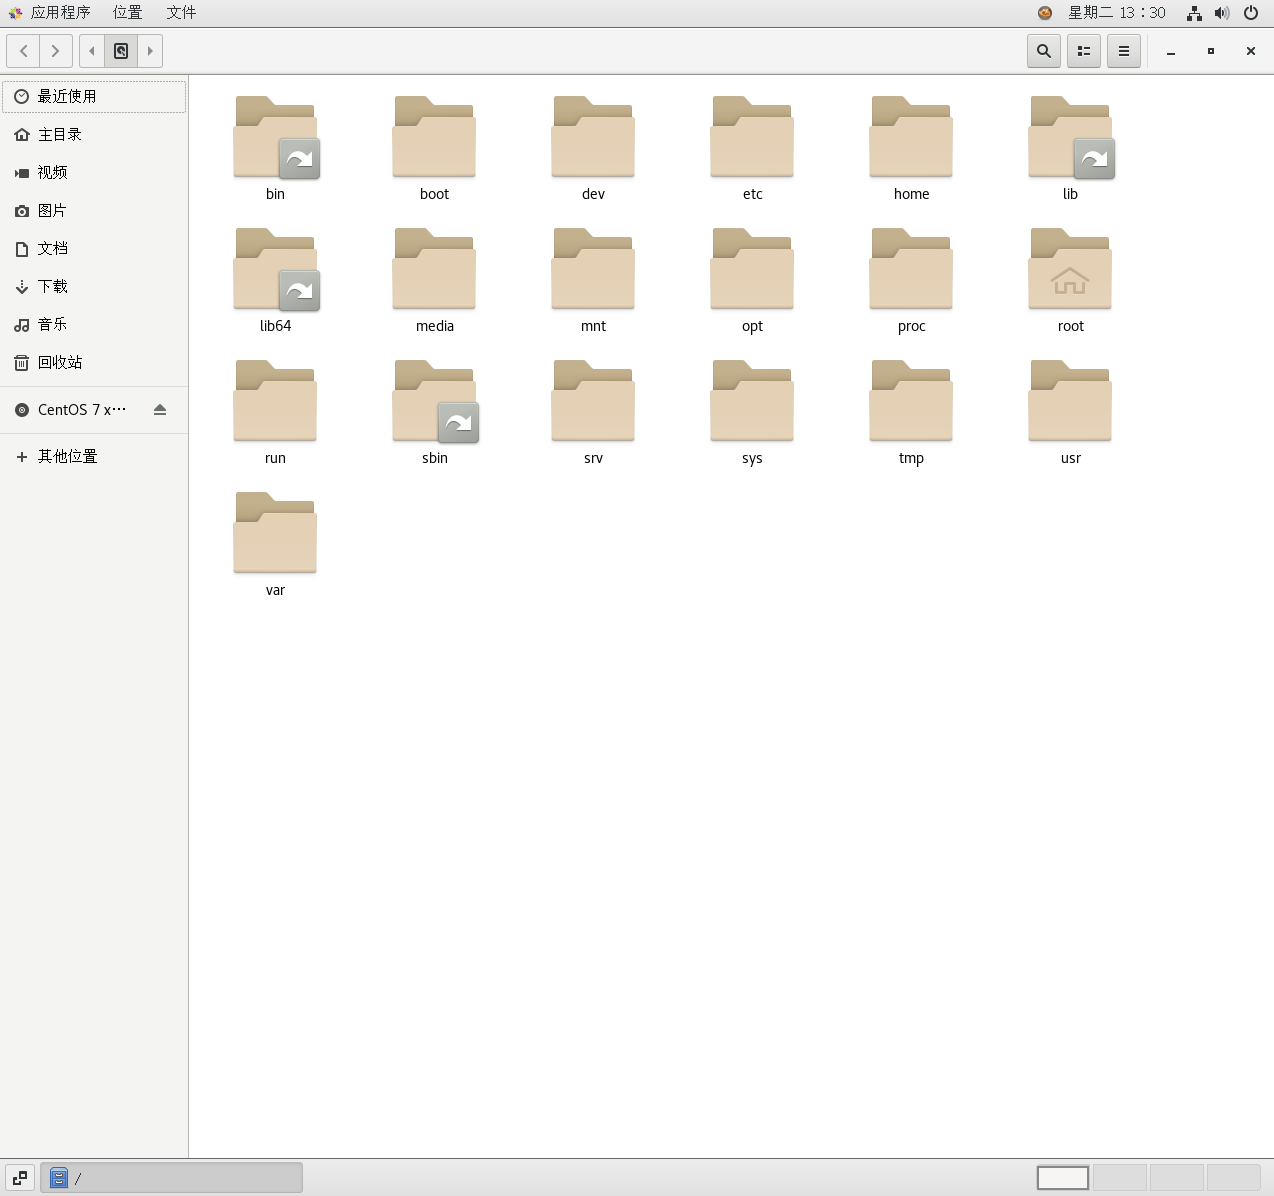 应用程序 位置 文件 星期二 13：30
最近使用
主目录
视频
图片
文档
下载
音乐
回收站
CentOS 7 x···
其他位置
bin boot dev etc home lib
lib64 media mnt opt proc root
run sbin srv sys tmp usr
var
/